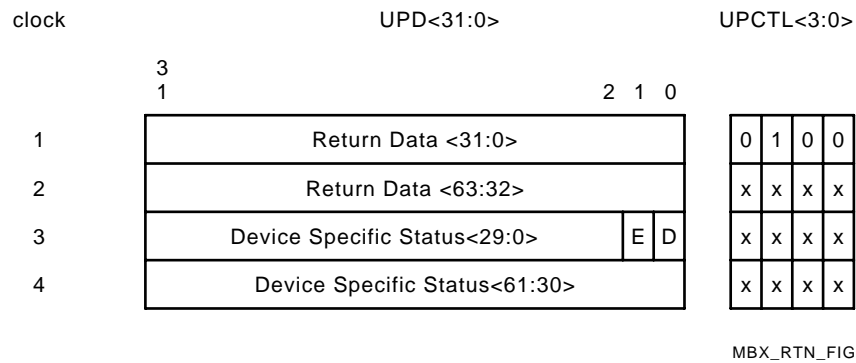 clock UPD<31:0> UPCTL<3:0>
3
1 2 1 0
1 Return Data <31:0> 0 1 0 0
2 Return Data <63:32> x x x x
3 Device Specific Status<29:0> E D x x x x
4 Device Specific Status<61:30> x x x x
MBX_RTN_FIG